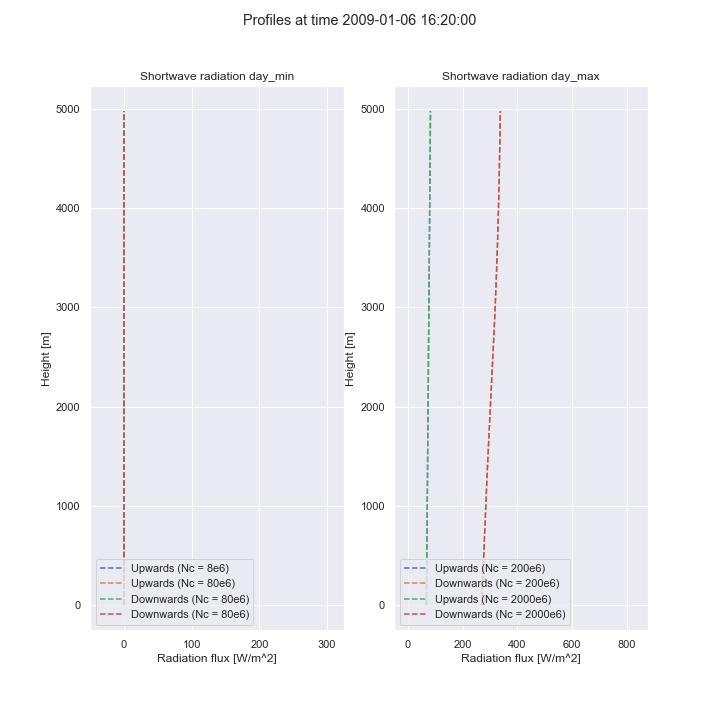 Profiles at time 2009-01-06 16:20:00
Shortwave radiation day_min
Height [m]
5000
4000
3000
2000
1000
0
Upwards (Nc = 8e6)
Upwards (Nc = 80e6)
Downwards (Nc = 80e6)
Downwards (Nc = 80e6)
0 100 200 300
Radiation flux [W/m^2]
Shortwave radiation day_max
Height [m]
5000
4000
3000
2000
1000
0
Upwards (Nc = 200e6)
Downwards (Nc = 200e6)
Upwards (Nc = 2000e6)
Downwards (Nc = 2000e6)
0 200 400 600 800
Radiation flux [W/m^2]